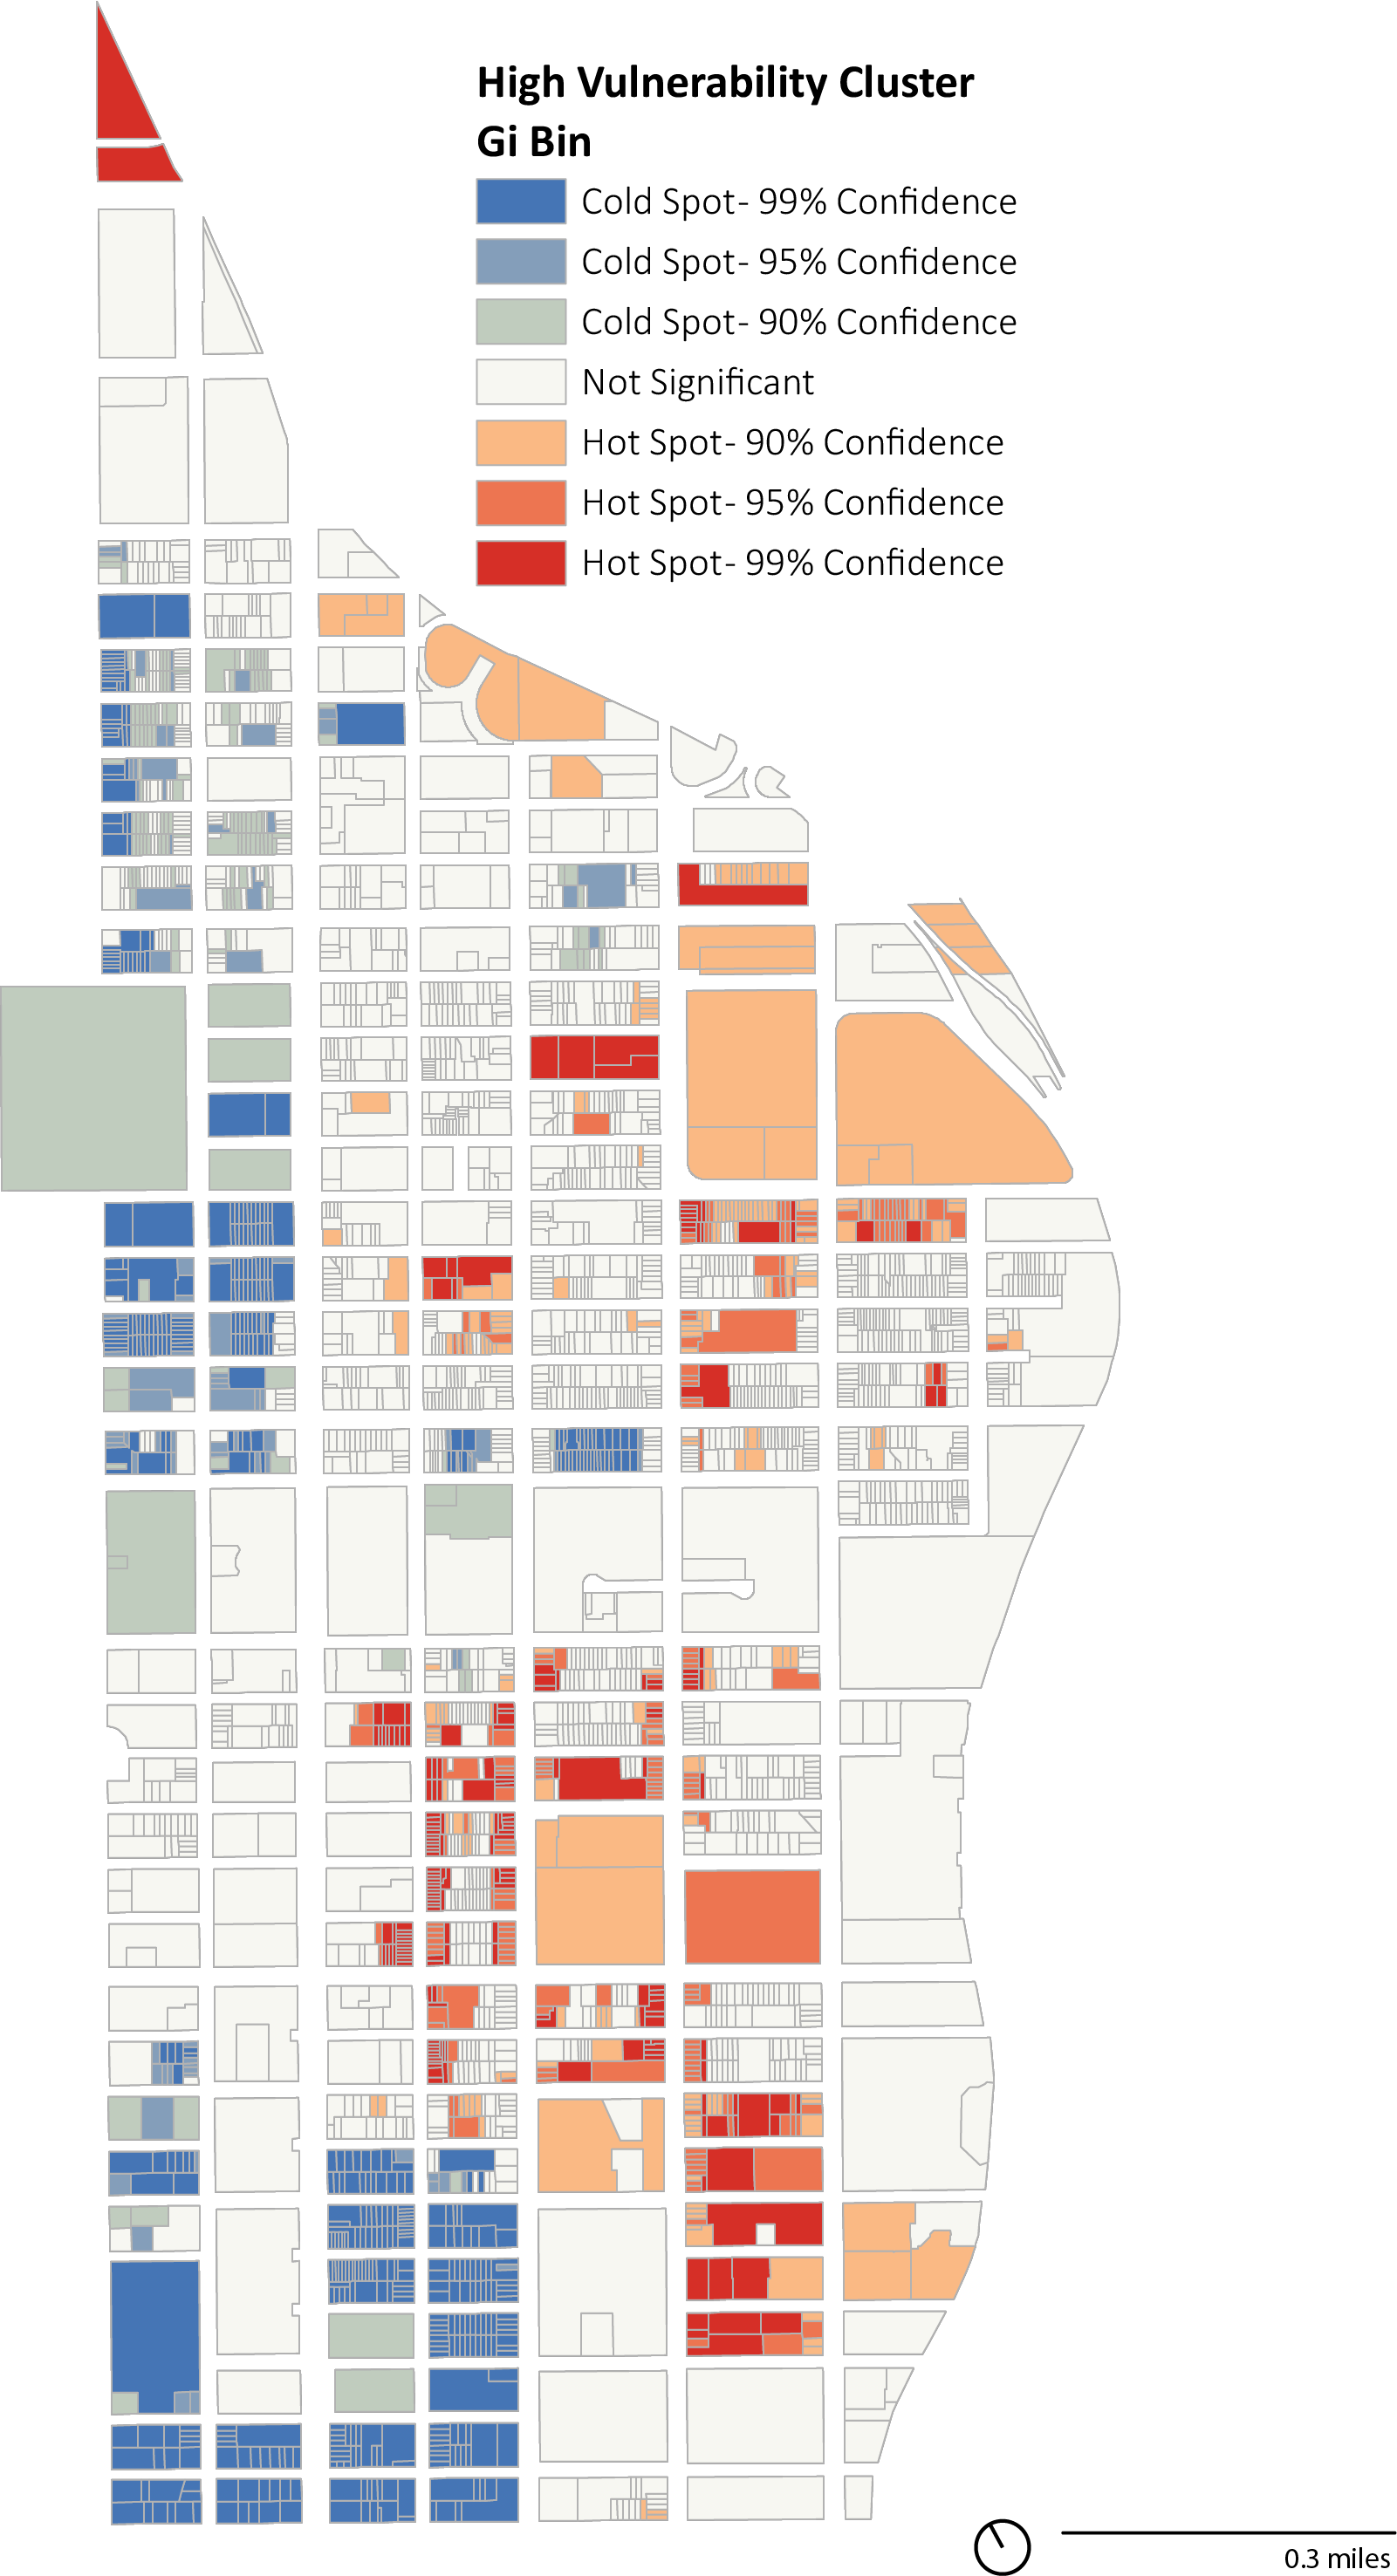 High Vulnerability Cluster
Gi Bin
Cold Spot- 99% Confidence
Cold Spot- 95% Confidence
Cold Spot- 90% Confidence
Not Significant
Hot Spot- 90% Confidence
Hot Spot- 95% Confidence
Hot Spot- 99% Confidence
0.3 miles